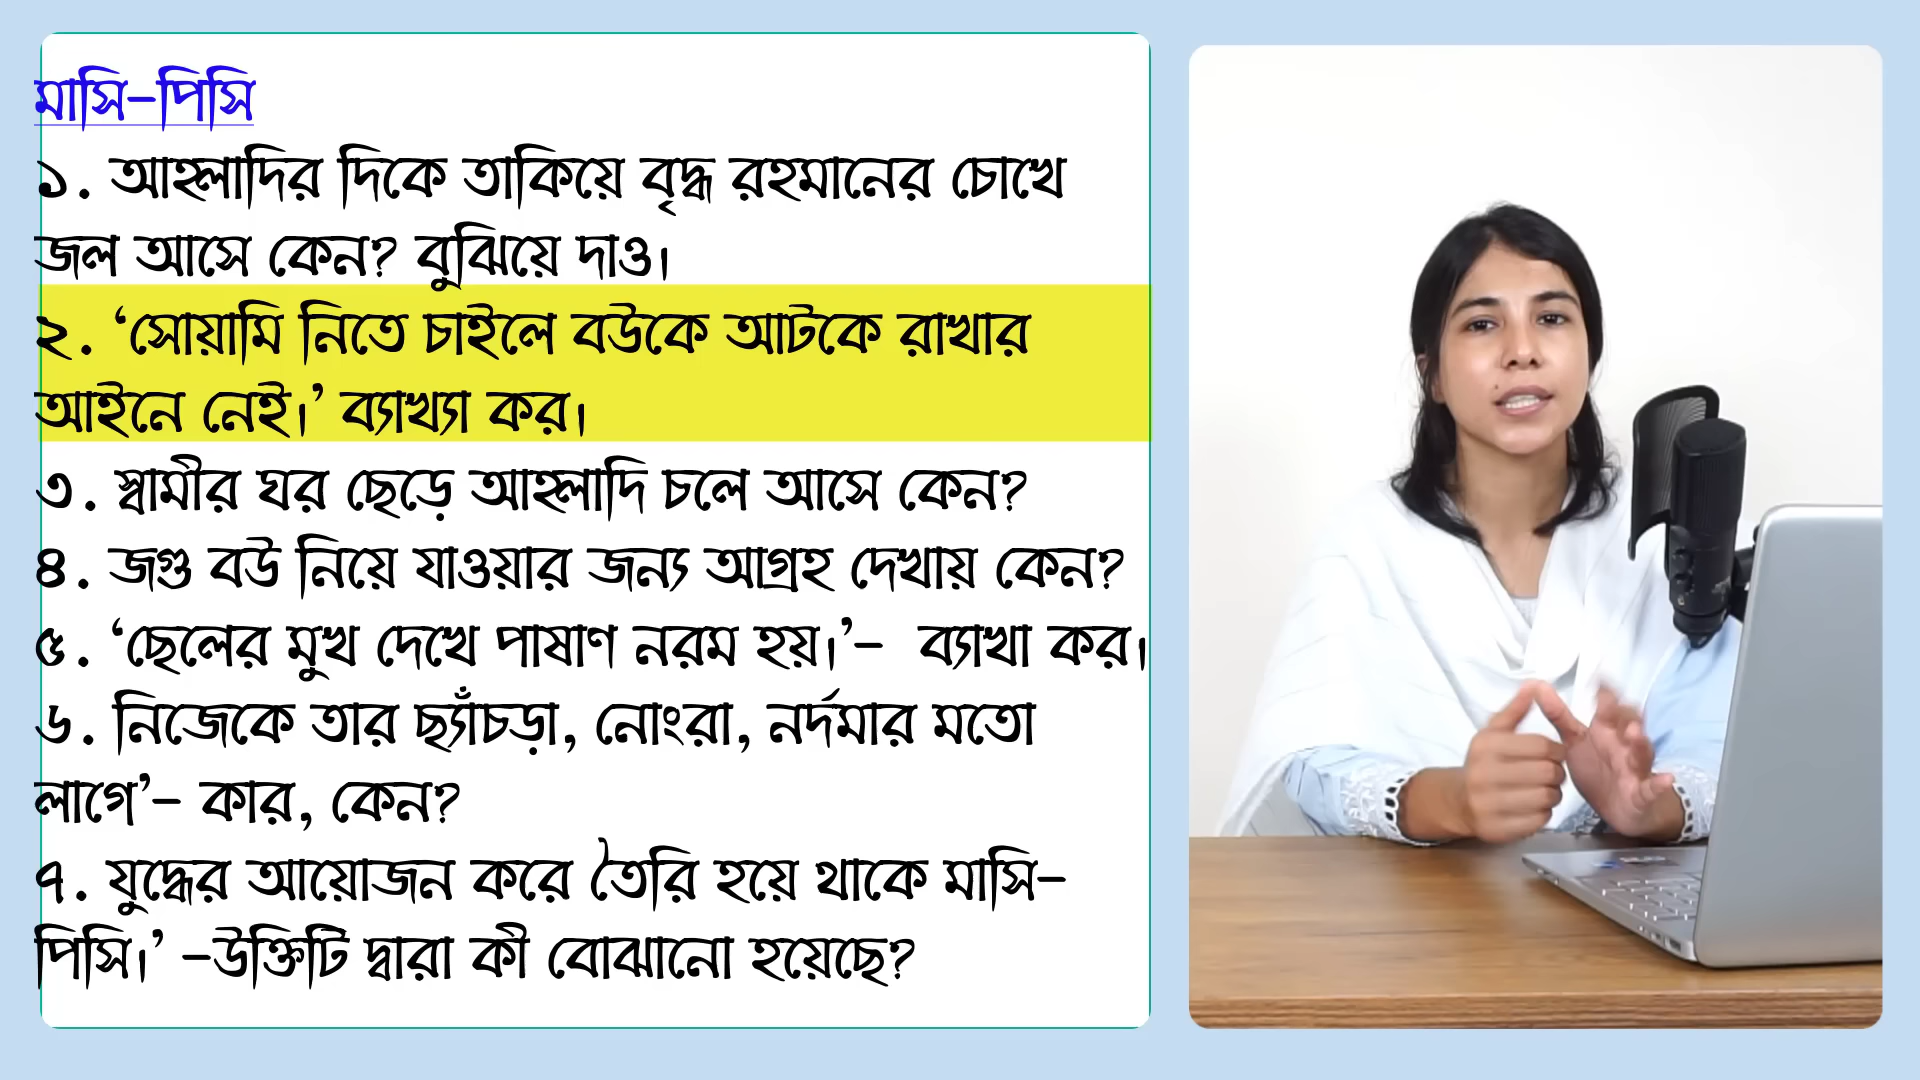 মাসি-পিসি
১. আহ্লাদির দিকে তাকিয়ে বৃদ্ধ রহমানের চোখে
জল আসে কেন? বুঝিয়ে দাও।
২. ‘সোয়ামি নিতে চাইলে বউকে আটকে রাখার
আইনে নেই।’ ব্যাখ্যা কর।
৩. স্বামীর ঘর ছেড়ে আহ্লাদি চলে আসে কেন?
৪. জগু বউ নিয়ে যাওয়ার জন্য আগ্রহ দেখায় কেন?
৫. ‘ছেলের মুখ দেখে পাষাণ নরম হয়।’- ব্যাখা কর।
৬. নিজেকে তার ছ্যাঁচড়া, নোংরা, নর্দমার মতো
লাগে’- কার, কেন?
৭. যুদ্ধের আয়োজন করে তৈরি হয়ে থাকে মাসি-
পিসি।’ -উক্তিটি দ্বারা কী বোঝানো হয়েছে?